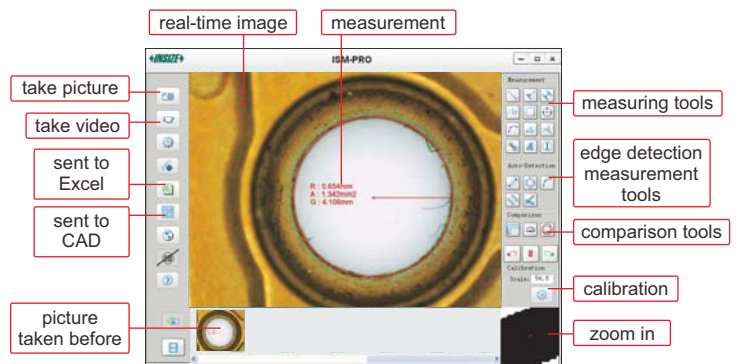 real-time image
measurement
INSIZE
ISM-PRO
take picture
take video
sent to
Excel
sent to
CAD
picture
taken before
R : 0.654mm
A : 1.342mm2
G : 4.108mm
Measurement
Auto-Detection
Comparison
Calibration
Scale:
measuring tools
edge detection
measurement
tools
comparison tools
calibration
zoom in